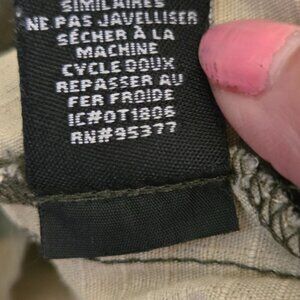 SIMILAIRES
NE PAS JAVELLISER
SÉCHER À LA
MACHINE
CYCLE DOUX
REPASSER AU
FER FROIDE
IC#OT1806
RN#95377